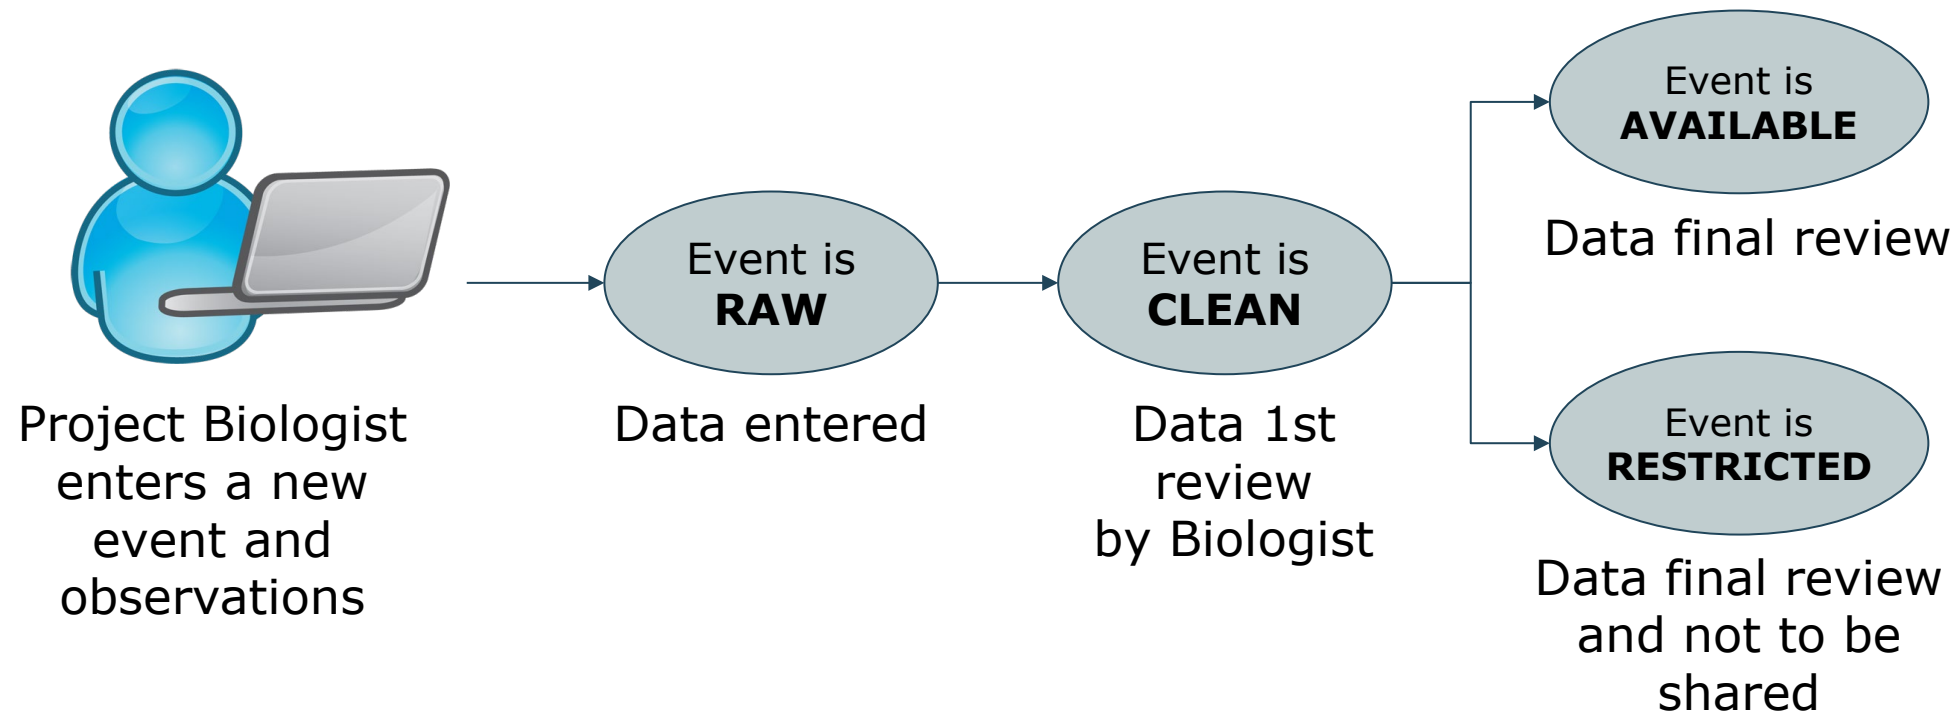 Project Biologist
enters a new
event and
observations
Event is
RAW
Data entered
Event is
CLEAN
Data 1st
review
by Biologist
Event is
AVAILABLE
Data final review
Event is
RESTRICTED
Data final review
and not to be
shared